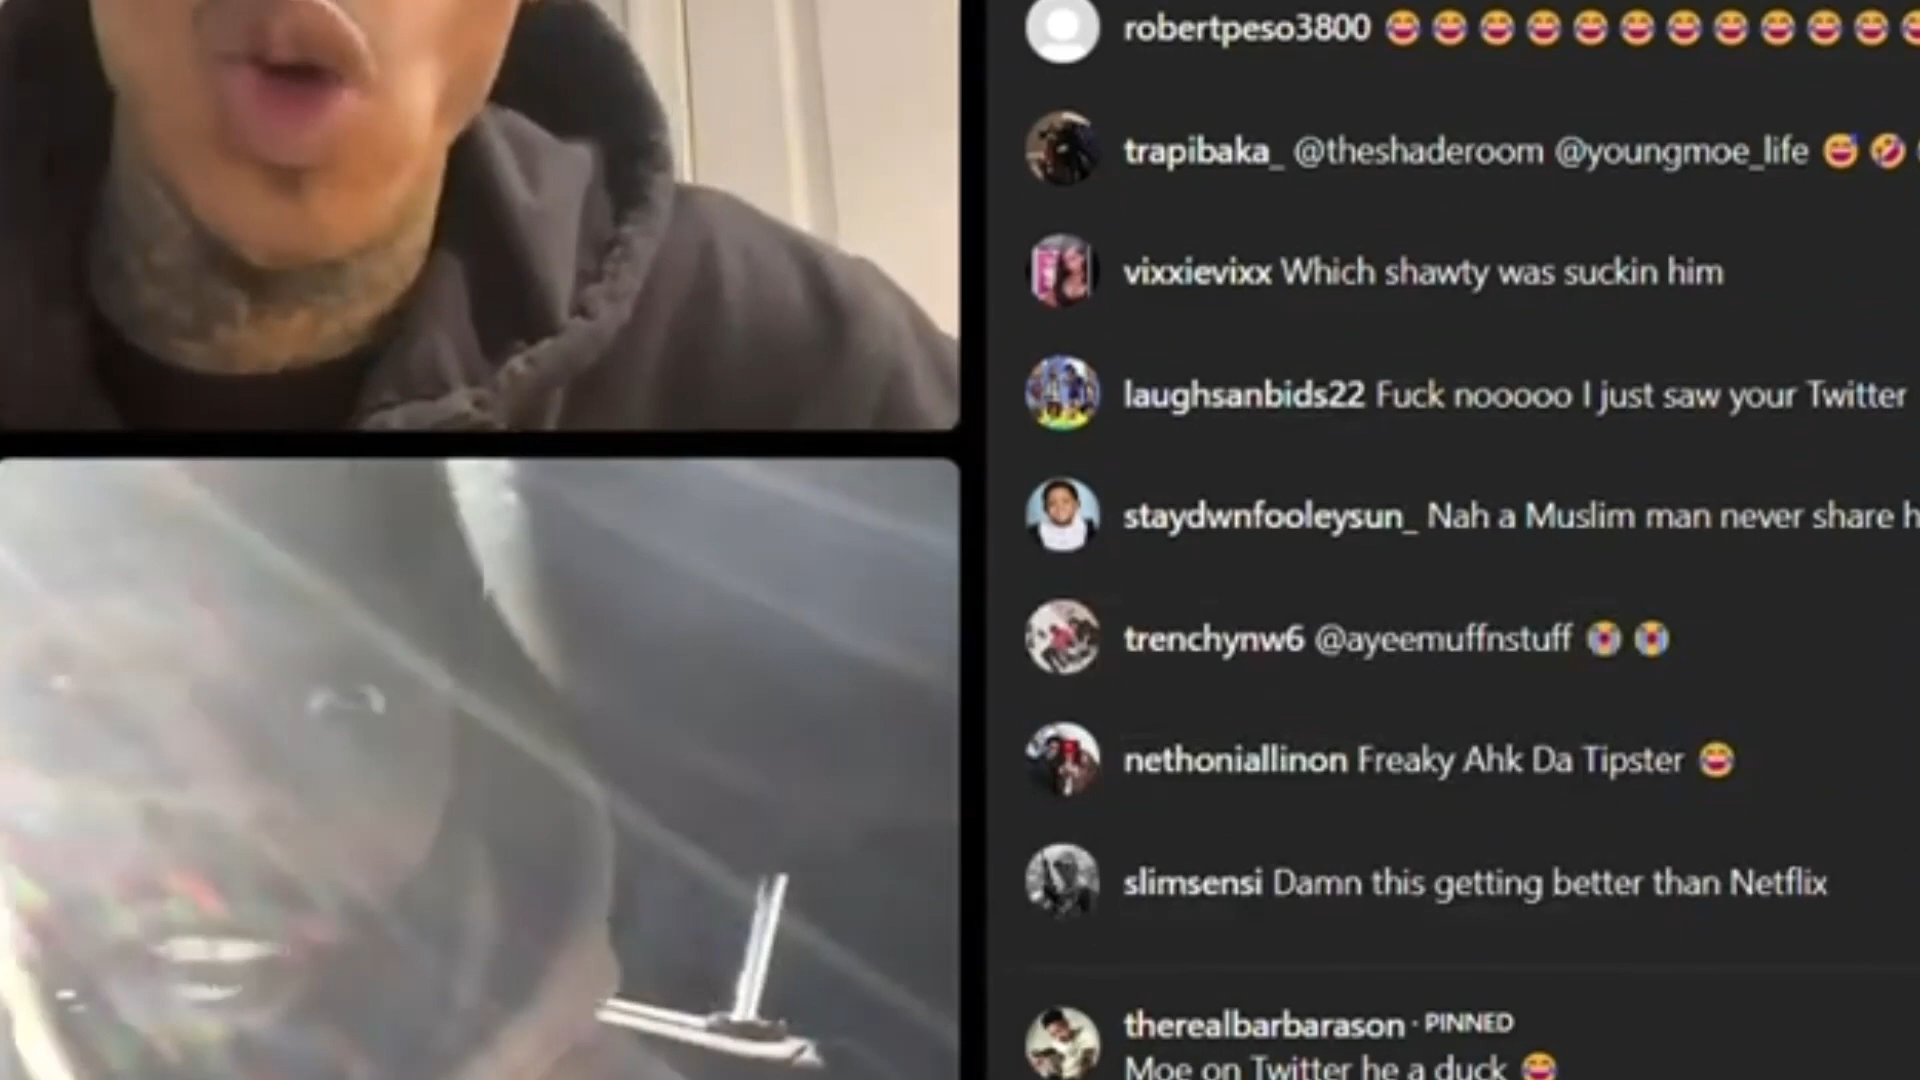 robertpeso3800 😂😂😂😂😂😂😂😂😂😂😂😂
trapibaka_ @theshaderoom @youngmoe_life 😅🤣
vixxievixx Which shawty was suckin him
laughsanbids22 Fuck nooooo I just saw your Twitter
staydwnfooleysun_ Nah a Muslim man never share
trenchynw6 @ayeemuffnstuff 😭😭
nethoniallinon Freaky Ahk Da Tipster 😂
slimsensi Damn this getting better than Netflix
therealbarbarason · PINNED
Moe on Twitter he a duck 😂